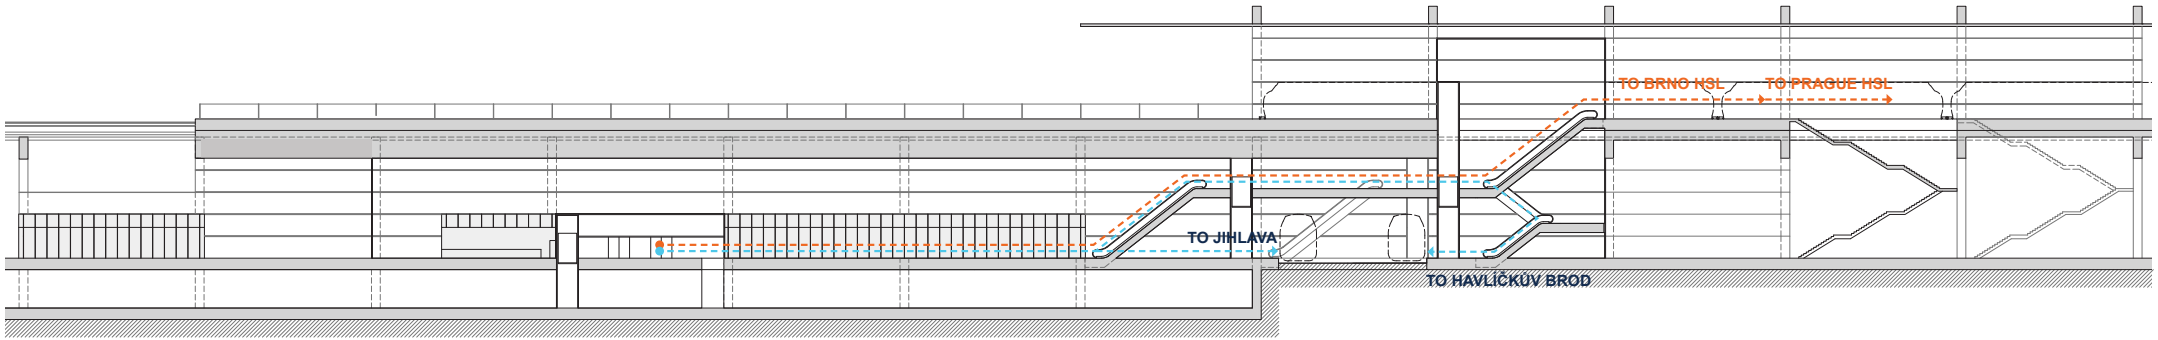 TO BRNO HSL
TO PRAGUE HSL
TO JIHLAVA
TO HAVLÍČKŮV BROD